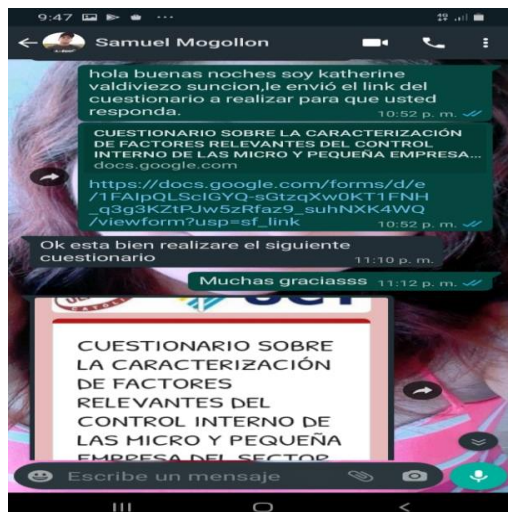 9:47
Samuel Mogollon
hola buenas noches soy katherine
valdiviezo suncion,le envió el link del
cuestionario a realizar para que usted
responda.
10:52 p. m.
CUESTIONARIO SOBRE LA CARACTERIZACIÓN
DE FACTORES RELEVANTES DEL CONTROL
INTERNO DE LAS MICRO Y PEQUEÑA EMPRESA...
docs.google.com
https://docs.google.com/forms/d/e
/1FAIpQLScIGYQ-sGtzqXw0KT1FNH
_q3g3KZtPJw5zRfaz9_suhNXK4WQ
/viewform?usp=sf_link
10:52 p. m.
Ok esta bien realizare el siguiente
cuestionario
11:10 p. m.
Muchas graciasss 11:12 p. m.
CUESTIONARIO SOBRE
LA CARACTERIZACIÓN
DE FACTORES
RELEVANTES DEL
CONTROL INTERNO DE
LAS MICRO Y PEQUEÑA
EMPRESA DEL SECTOR
Escribe un mensaje